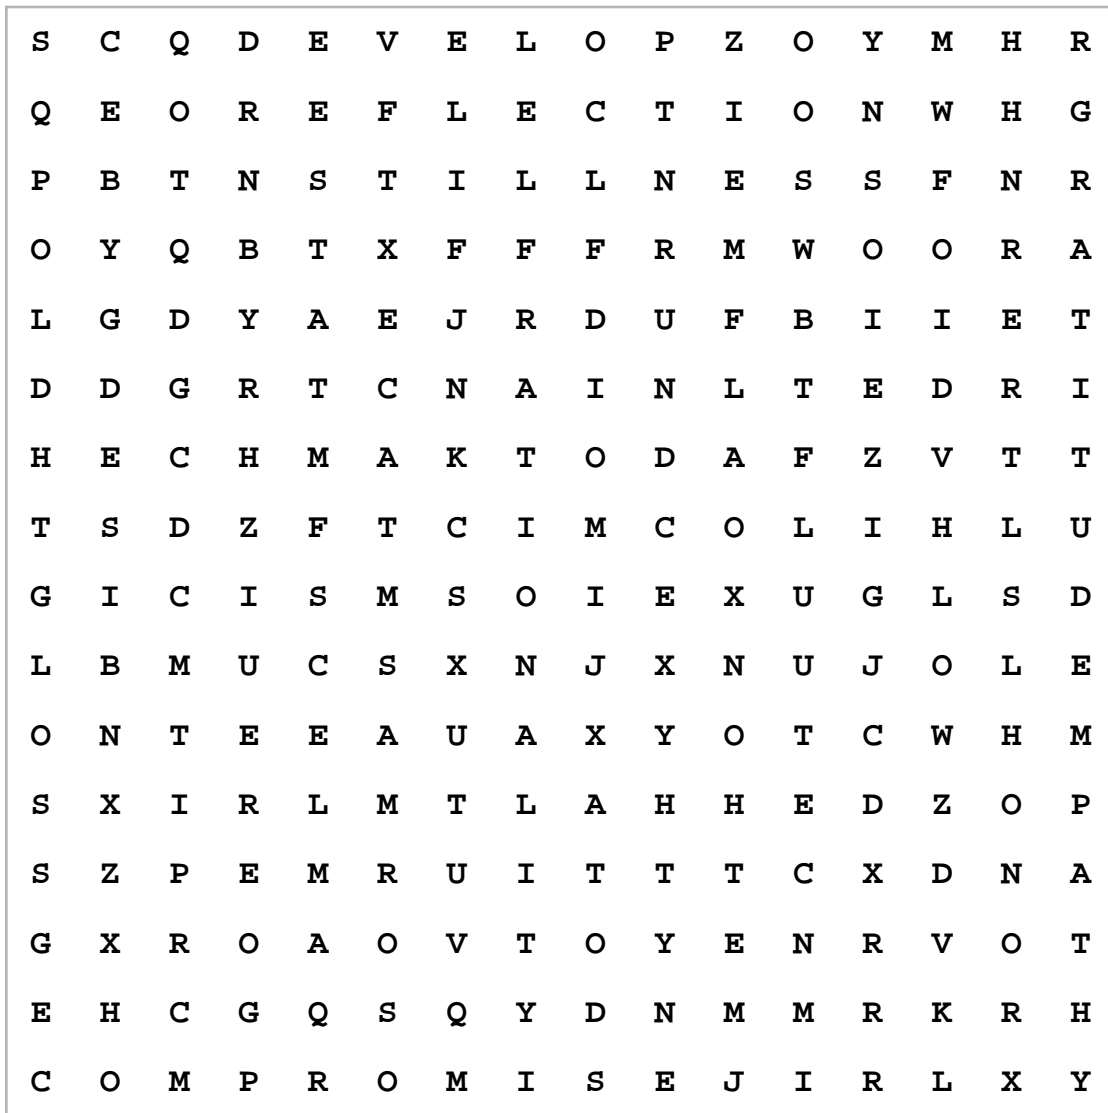 S C Q D E V E L O P Z O Y M H R
Q E O R E F L E C T I O N W H G
P B T N S T I L L N E S S F N R
O Y Q B T X F F F R M W O O R A
L G D Y A E J R D U F B I I E T
D D G R T C N A I N L T E D R I
H E C H M A K T O D A F Z V T T
T S D Z F T C I M C O L I H L U
G I C I S M S O I E X U G L S D
L B M U C S X N J X N U J O L E
O N T E E A U A X Y O T C W H M
S X I R L M T L A H H E D Z O P
S Z P E M R U I T T T C X D N A
G X R O A O V T O Y E N R V O T
E H C G Q S Q Y D N M M R K R H
C O M P R O M I S E J I R L X Y